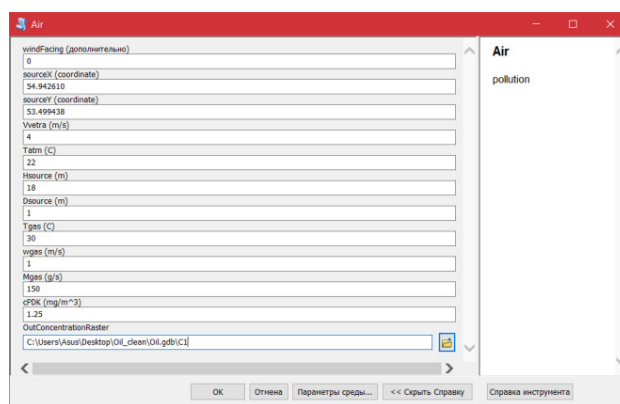 Air
windFacing (дополнительно)
0
sourceX (coordinate)
54.942610
sourceY (coordinate)
53.499438
Vvetra (m/s)
4
Tatm (C)
22
Hsource (m)
18
Dsource (m)
1
Tgas (C)
30
wgas (m/s)
1
Mgas (g/s)
150
cPDK (mg/m^3)
1.25
OutConcentrationRaster
C:\Users\Asus\Desktop\Oil_clean\Oil.gdb\C1
Air
pollution
OK
Отмена
Параметры среды...
<< Скрыть Справку
Справка инструмента